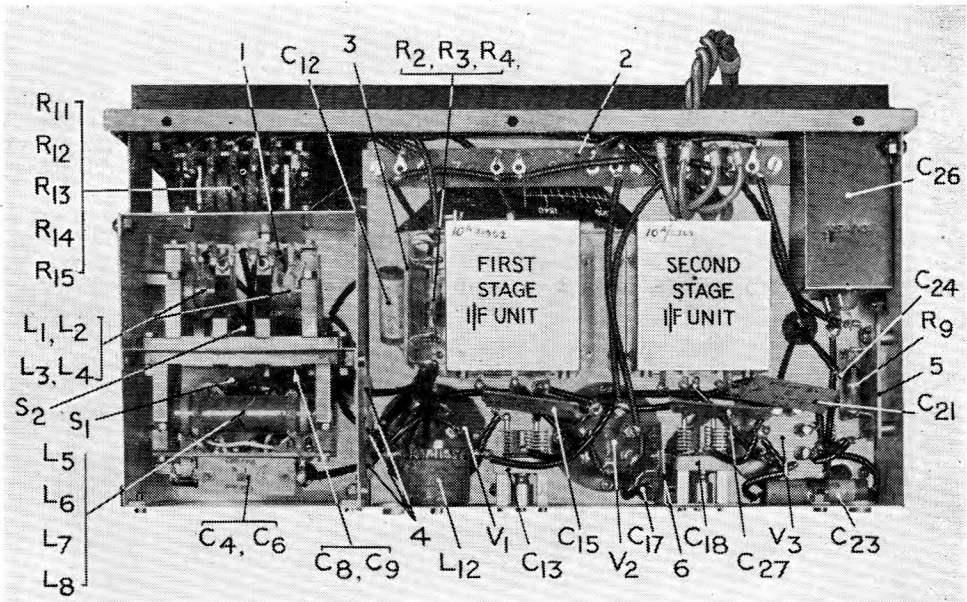 1
C12
3
R2, R3, R4,
2
R11
R12
R13
R14
R15
C26
FIRST
STAGE
I/F UNIT
SECOND
STAGE
I/F UNIT
C24
R9
5
C21
L1, L2
L3, L4
S2
S1
L5
L6
L7
L8
C4, C6
C8, C9
4
L12
V1
C13
C15
V2
C17
6
C18
C27
V3
C23